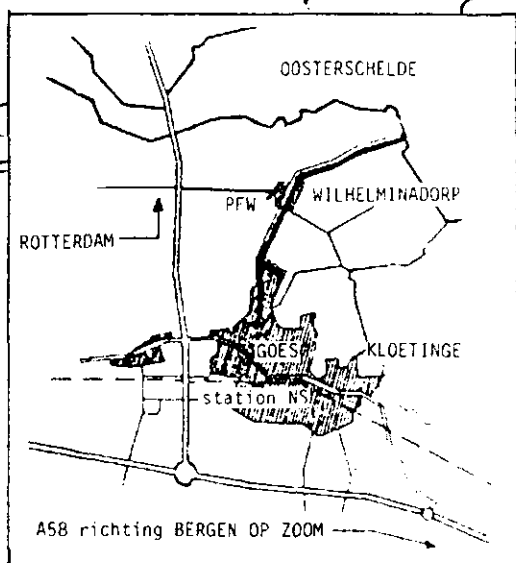 OOSTERSCHELDE
PFW
WILHELMINADORP
ROTTERDAM
GOES
KLOETINGE
station NS
A58 richting BERGEN OP ZOOM